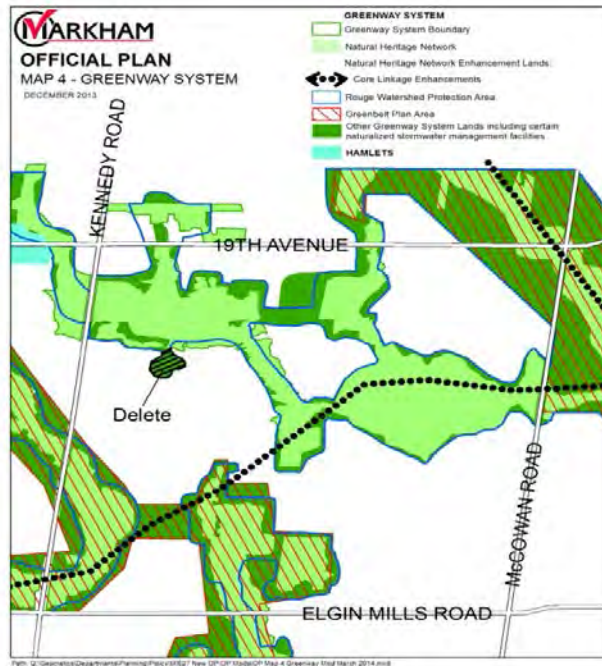 MARKHAM
OFFICIAL PLAN
MAP 4 - GREENWAY SYSTEM
DECEMBER 2013
GREENWAY SYSTEM
Greenway System Boundary
Natural Heritage Network
Natural Heritage Network Enhancement Lands:
Core Linkage Enhancements
Rouge Watershed Protection Area
Greenbelt Plan Area
Other Greenway System Lands including certain
naturalized stormwater management facilities
HAMLETS
KENNEDY ROAD
19TH AVENUE
Delete
McCOWAN ROAD
ELGIN MILLS ROAD